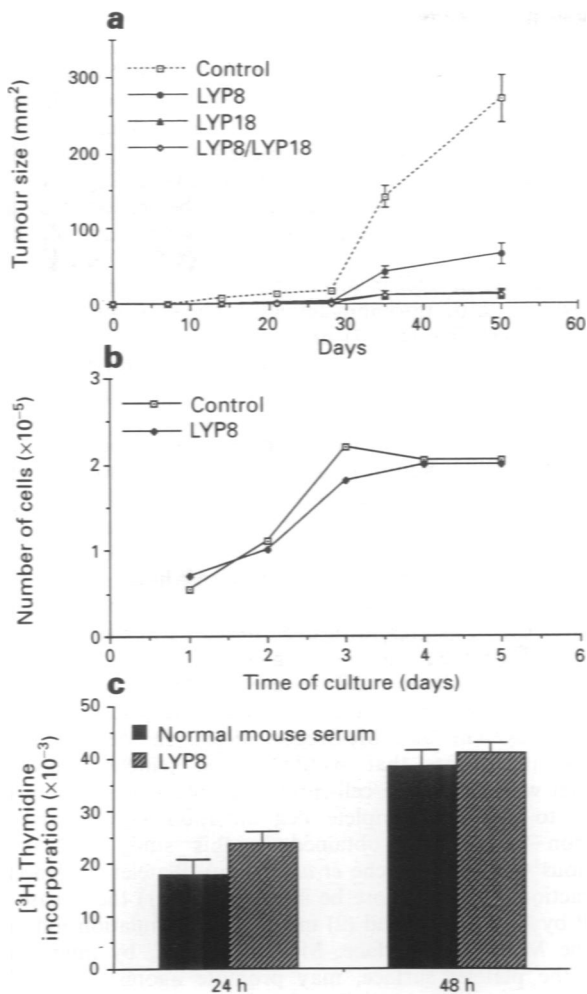 a
Tumour size (mm²)
300
200
100
0
Control
LYP8
LYP18
LYP8/LYP18
0 10 20 30 40 50 60
Days
b
Number of cells (×10⁻⁵)
3
2
1
0
Control
LYP8
0 1 2 3 4 5 6
Time of culture (days)
c
[³H] Thymidine
incorporation (×10⁻³)
50
40
30
20
10
0
Normal mouse serum
LYP8
24 h 48 h